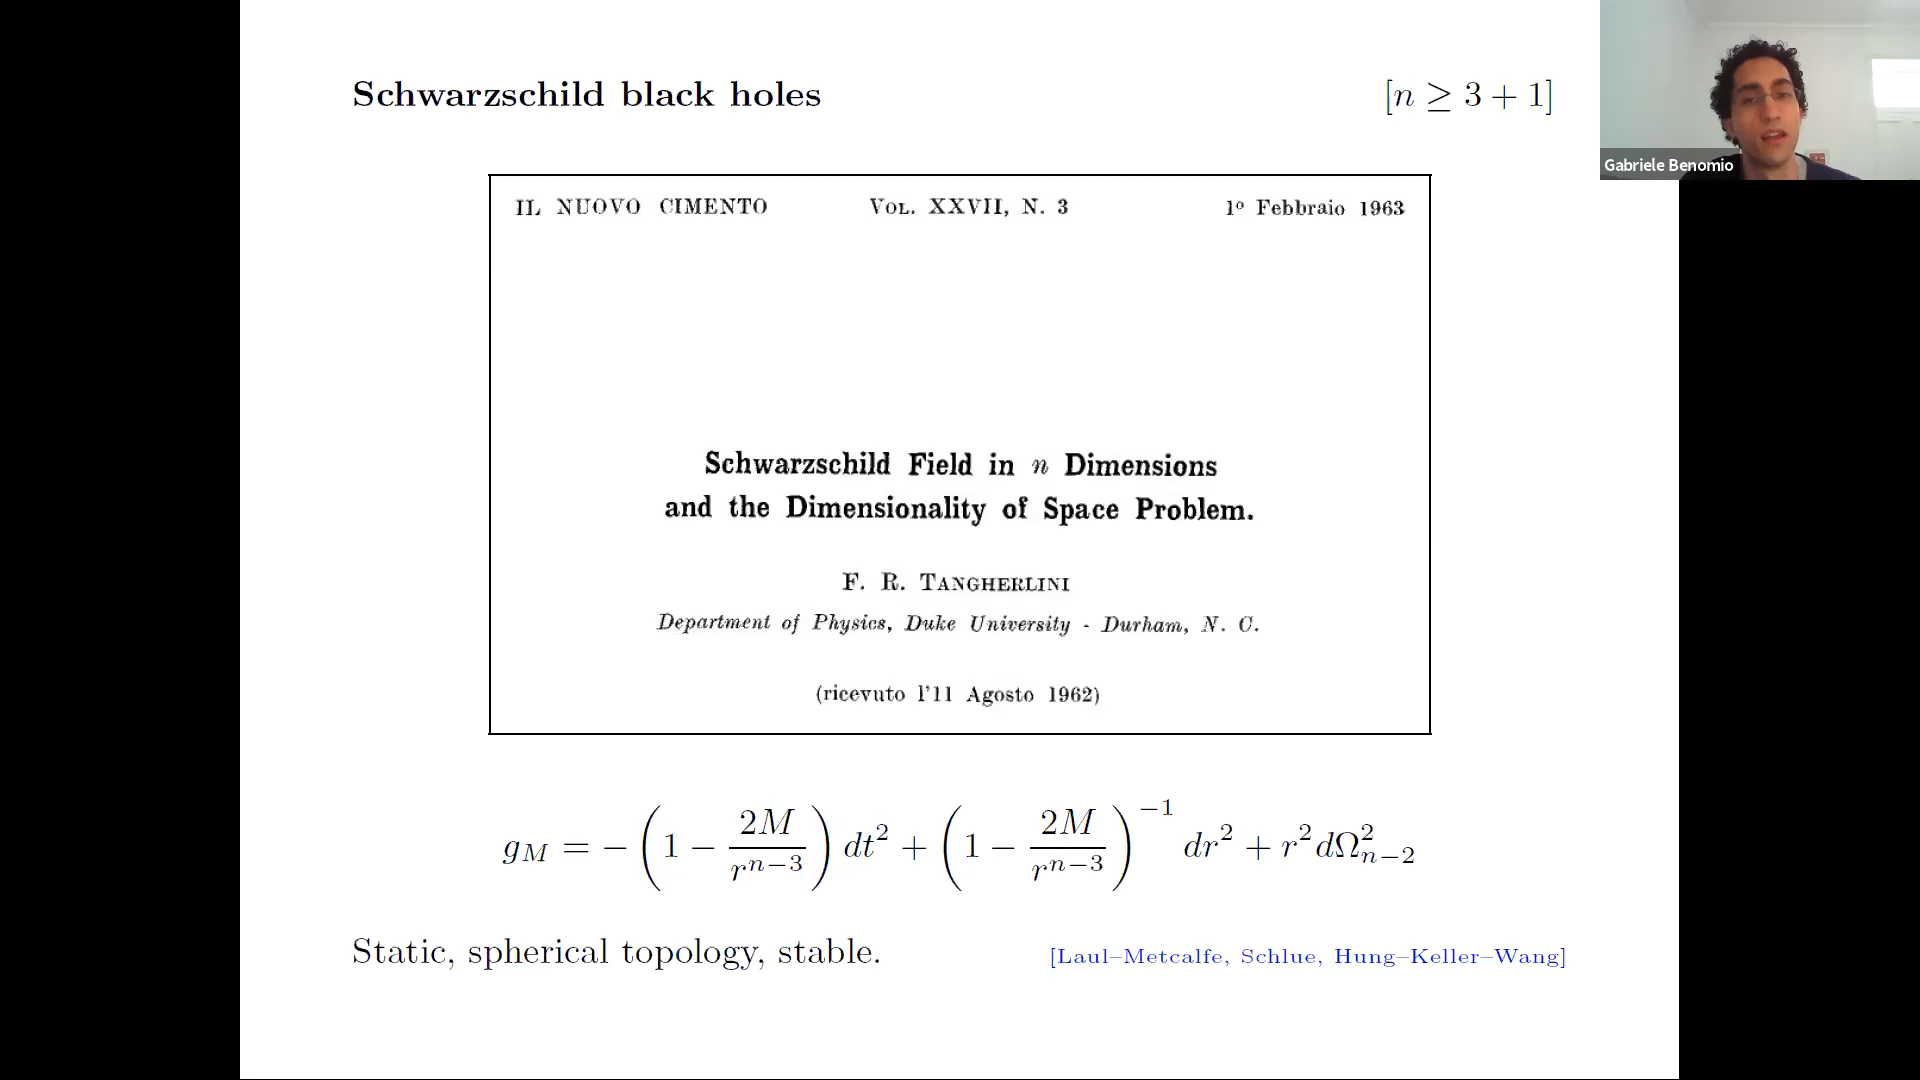 Schwarzschild black holes [n ≥ 3 + 1]
Gabriele Benomio
IL NUOVO CIMENTO VOL. XXVII, N. 3 1º Febbraio 1963
Schwarzschild Field in n Dimensions
and the Dimensionality of Space Problem.
F. R. TANGHERLINI
Department of Physics, Duke University - Durham, N. C.
(ricevuto l'11 Agosto 1962)
g_M = −(1 − 2M/r^{n−3}) dt² + (1 − 2M/r^{n−3})^{−1} dr² + r²dΩ²_{n−2}
Static, spherical topology, stable. [Laul–Metcalfe, Schlue, Hung–Keller–Wang]